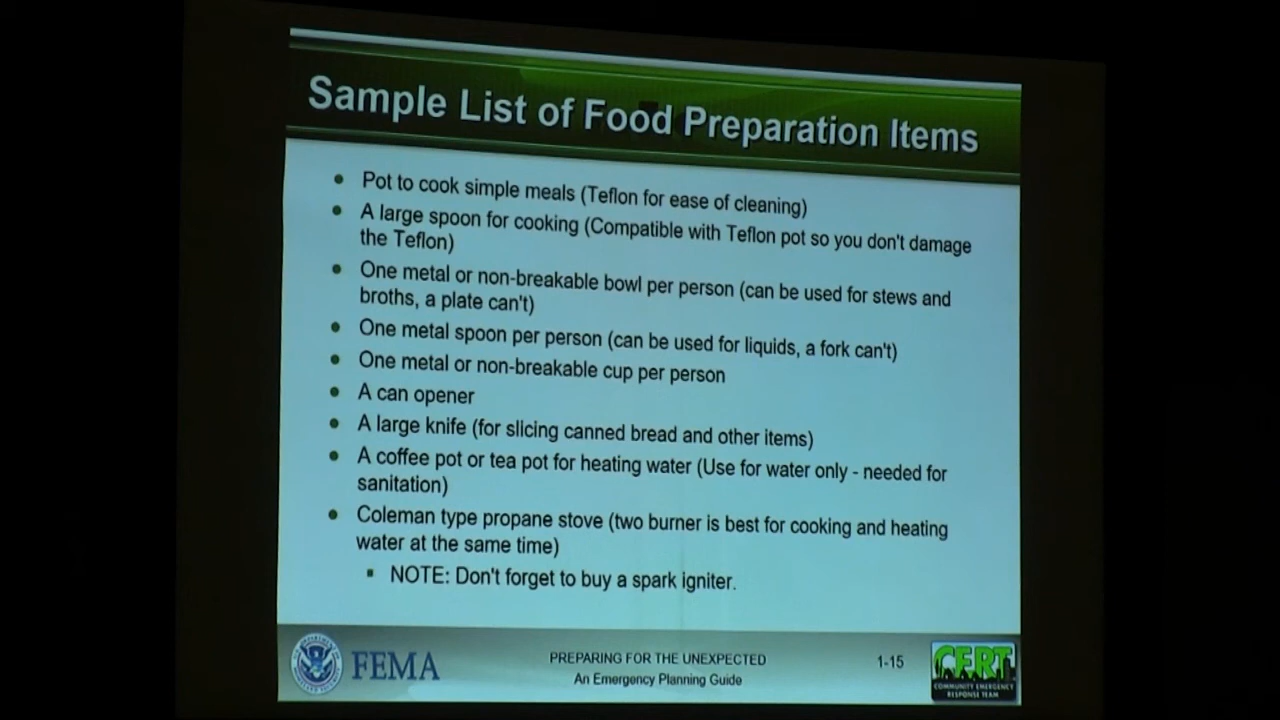 Sample List of Food Preparation Items
• Pot to cook simple meals (Teflon for ease of cleaning)
• A large spoon for cooking (Compatible with Teflon pot so you don't damage
the Teflon)
• One metal or non-breakable bowl per person (can be used for stews and
broths, a plate can't)
• One metal spoon per person (can be used for liquids, a fork can't)
• One metal or non-breakable cup per person
• A can opener
• A large knife (for slicing canned bread and other items)
• A coffee pot or tea pot for heating water (Use for water only - needed for
sanitation)
• Coleman type propane stove (two burner is best for cooking and heating
water at the same time)
▪ NOTE: Don't forget to buy a spark igniter.
FEMA
PREPARING FOR THE UNEXPECTED
An Emergency Planning Guide
1-15
CERT
COMMUNITY EMERGENCY
RESPONSE TEAM